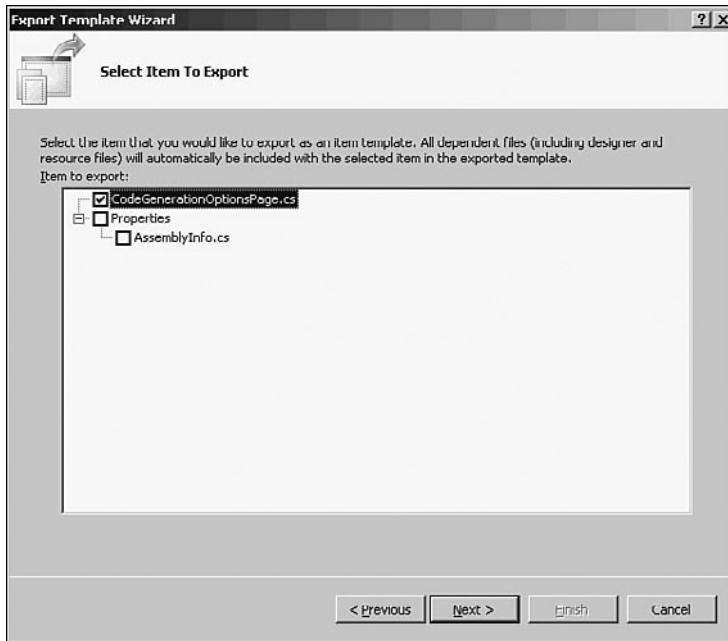 Export Template Wizard
Select Item To Export
Select the item that you would like to export as an item template. All dependent files (including designer and
resource files) will automatically be included with the selected item in the exported template.
Item to export:
CodeGenerationOptionsPage.cs
Properties
AssemblyInfo.cs
< Previous Next > Finish Cancel